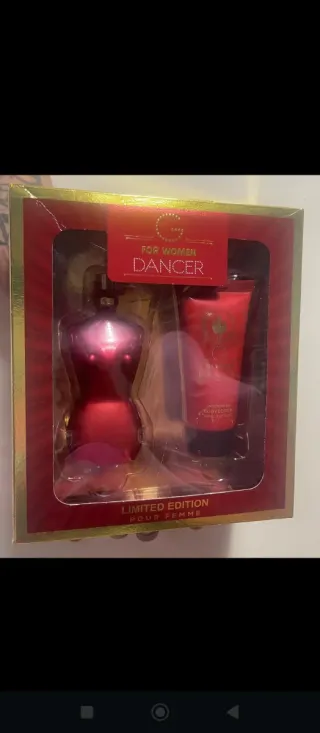 G
FOR WOMEN
DANCER
LIMITED EDITION
POUR FEMME